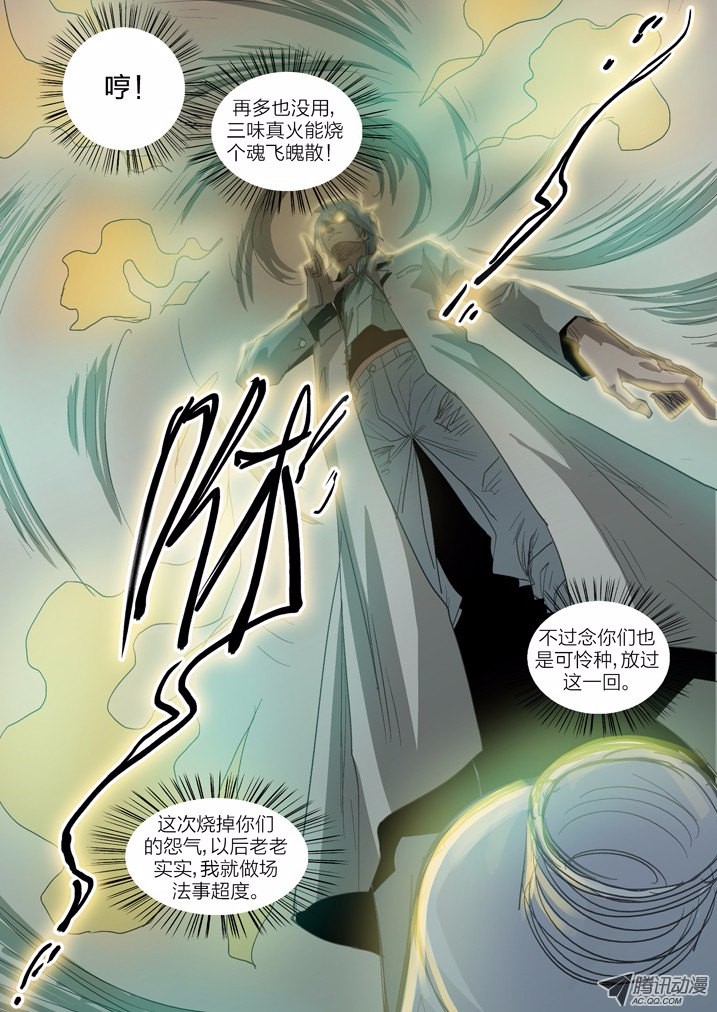 哼！
再多也没用，
三味真火能烧
个魂飞魄散！
咻
不过念你们也
是可怜种，放过
这一回。
这次烧掉你们
的怨气，以后老老
实实，我就做场
法事超度。
腾讯动漫
AC.QQ.COM